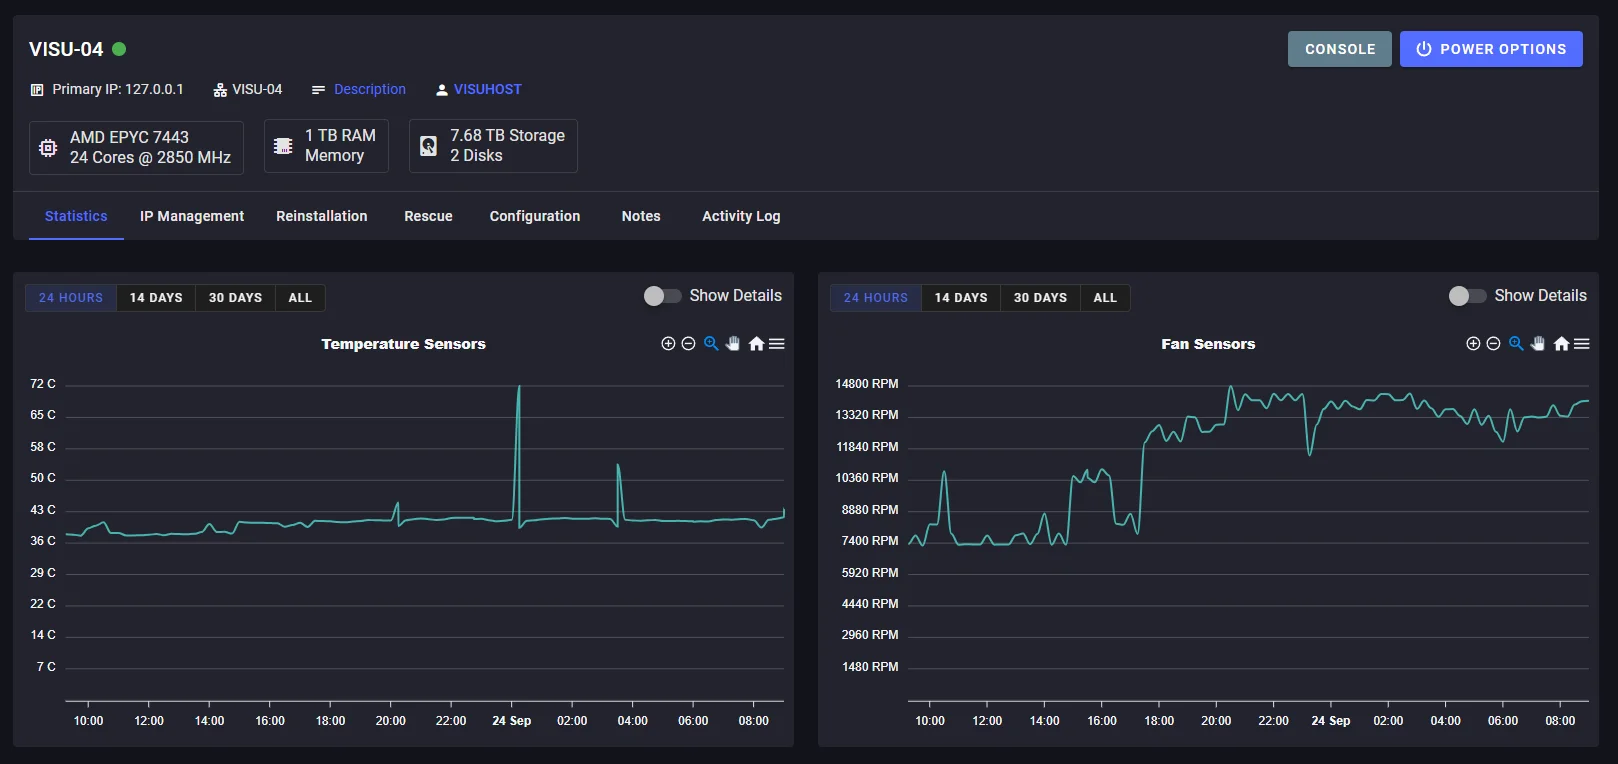 VISU-04
CONSOLE
POWER OPTIONS
IP Primary IP: 127.0.0.1
VISU-04
Description
VISUHOST
AMD EPYC 7443
24 Cores @ 2850 MHz
1 TB RAM
Memory
7.68 TB Storage
2 Disks
Statistics
IP Management
Reinstallation
Rescue
Configuration
Notes
Activity Log
24 HOURS
14 DAYS
30 DAYS
ALL
Show Details
Temperature Sensors
72 C
65 C
58 C
50 C
43 C
36 C
29 C
22 C
14 C
7 C
10:00
12:00
14:00
16:00
18:00
20:00
22:00
24 Sep
02:00
04:00
06:00
08:00
24 HOURS
14 DAYS
30 DAYS
ALL
Show Details
Fan Sensors
14800 RPM
13320 RPM
11840 RPM
10360 RPM
8880 RPM
7400 RPM
5920 RPM
4440 RPM
2960 RPM
1480 RPM
10:00
12:00
14:00
16:00
18:00
20:00
22:00
24 Sep
02:00
04:00
06:00
08:00